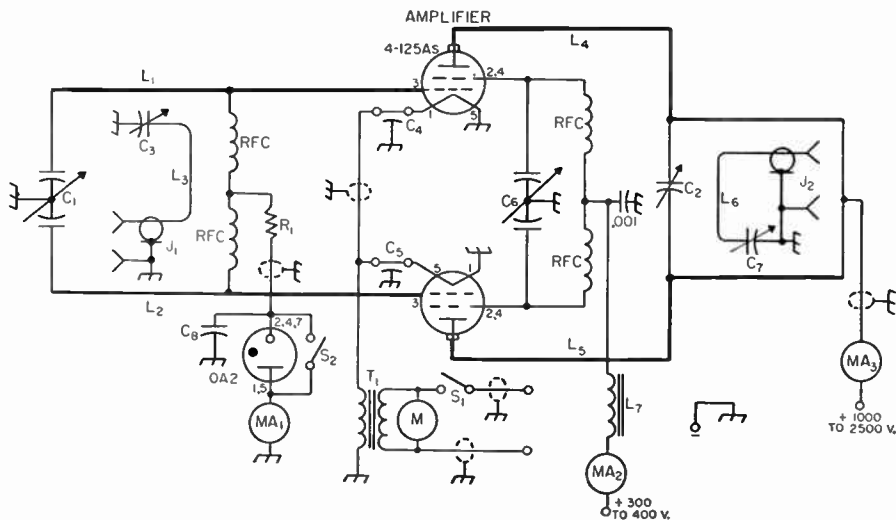 AMPLIFIER
4-125As
L4
L1
3
2,4
1
5
C4
RFC
C3
L3
RFC
C1
J1
RFC
R1
C6
.001
C2
L6
J2
C7
C5
5
1
RFC
3
2,4
L2
L5
C8
2,4,7
S2
OA2
1,5
MA1
T1
M
S1
L7
MA2
+300
TO 400 V.
MA3
+1000
TO 2500 V.